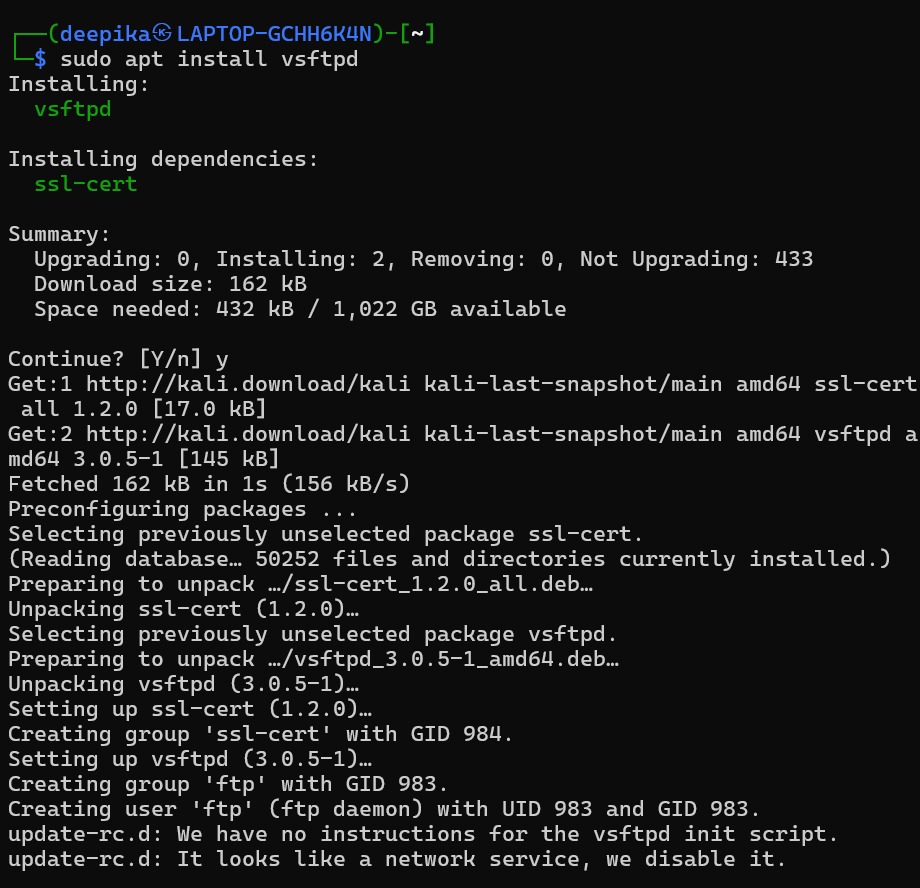 ┌──(deepika㉿LAPTOP-GCHH6K4N)-[~]
└─$ sudo apt install vsftpd
Installing:
  vsftpd

Installing dependencies:
  ssl-cert

Summary:
  Upgrading: 0, Installing: 2, Removing: 0, Not Upgrading: 433
  Download size: 162 kB
  Space needed: 432 kB / 1,022 GB available

Continue? [Y/n] y
Get:1 http://kali.download/kali kali-last-snapshot/main amd64 ssl-cert
 all 1.2.0 [17.0 kB]
Get:2 http://kali.download/kali kali-last-snapshot/main amd64 vsftpd a
md64 3.0.5-1 [145 kB]
Fetched 162 kB in 1s (156 kB/s)
Preconfiguring packages ...
Selecting previously unselected package ssl-cert.
(Reading database… 50252 files and directories currently installed.)
Preparing to unpack …/ssl-cert_1.2.0_all.deb…
Unpacking ssl-cert (1.2.0)…
Selecting previously unselected package vsftpd.
Preparing to unpack …/vsftpd_3.0.5-1_amd64.deb…
Unpacking vsftpd (3.0.5-1)…
Setting up ssl-cert (1.2.0)…
Creating group 'ssl-cert' with GID 984.
Setting up vsftpd (3.0.5-1)…
Creating group 'ftp' with GID 983.
Creating user 'ftp' (ftp daemon) with UID 983 and GID 983.
update-rc.d: We have no instructions for the vsftpd init script.
update-rc.d: It looks like a network service, we disable it.